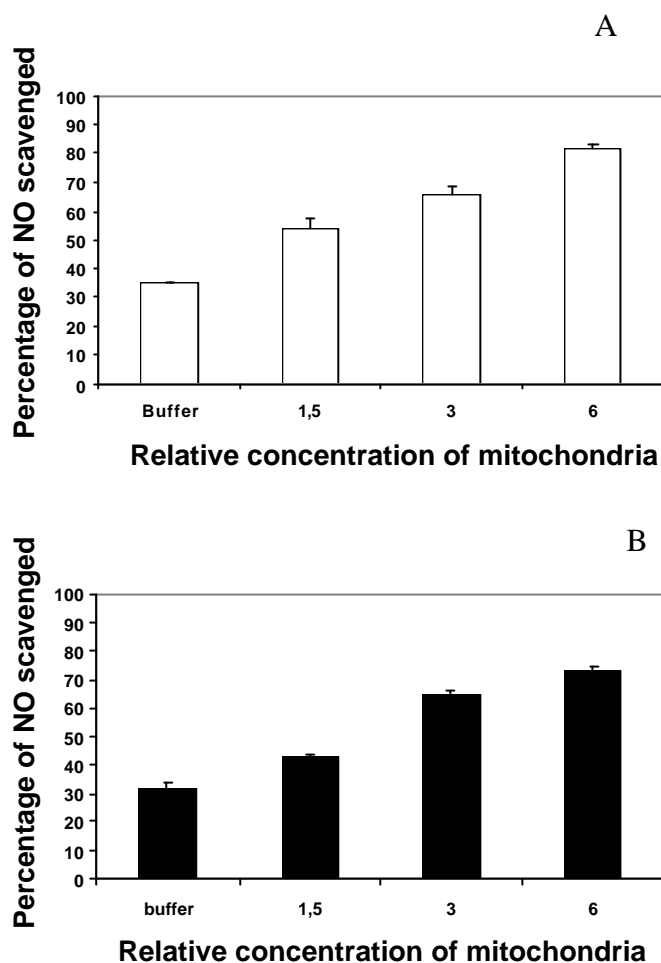 A
Percentage of NO scavenged
100
90
80
70
60
50
40
30
20
10
0
Buffer 1,5 3 6
Relative concentration of mitochondria
B
Percentage of NO scavenged
100
90
80
70
60
50
40
30
20
10
0
buffer 1,5 3 6
Relative concentration of mitochondria